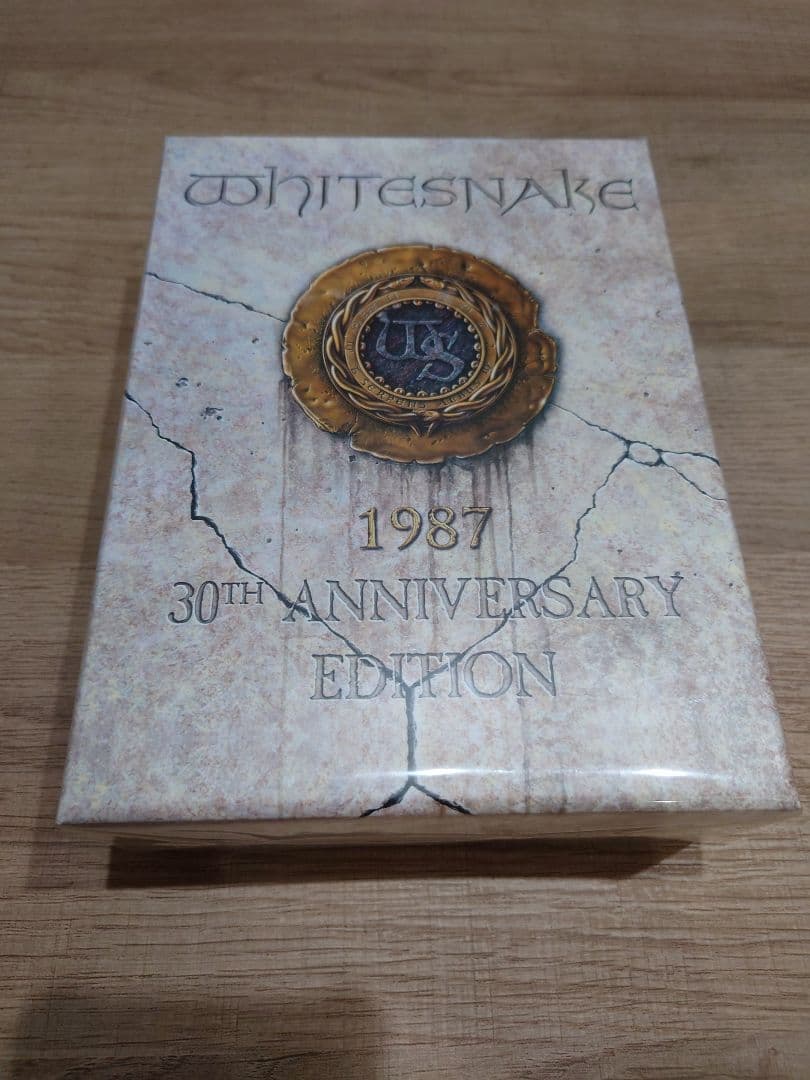 WHITESNAKE
WS
1987
30TH ANNIVERSARY
EDITION